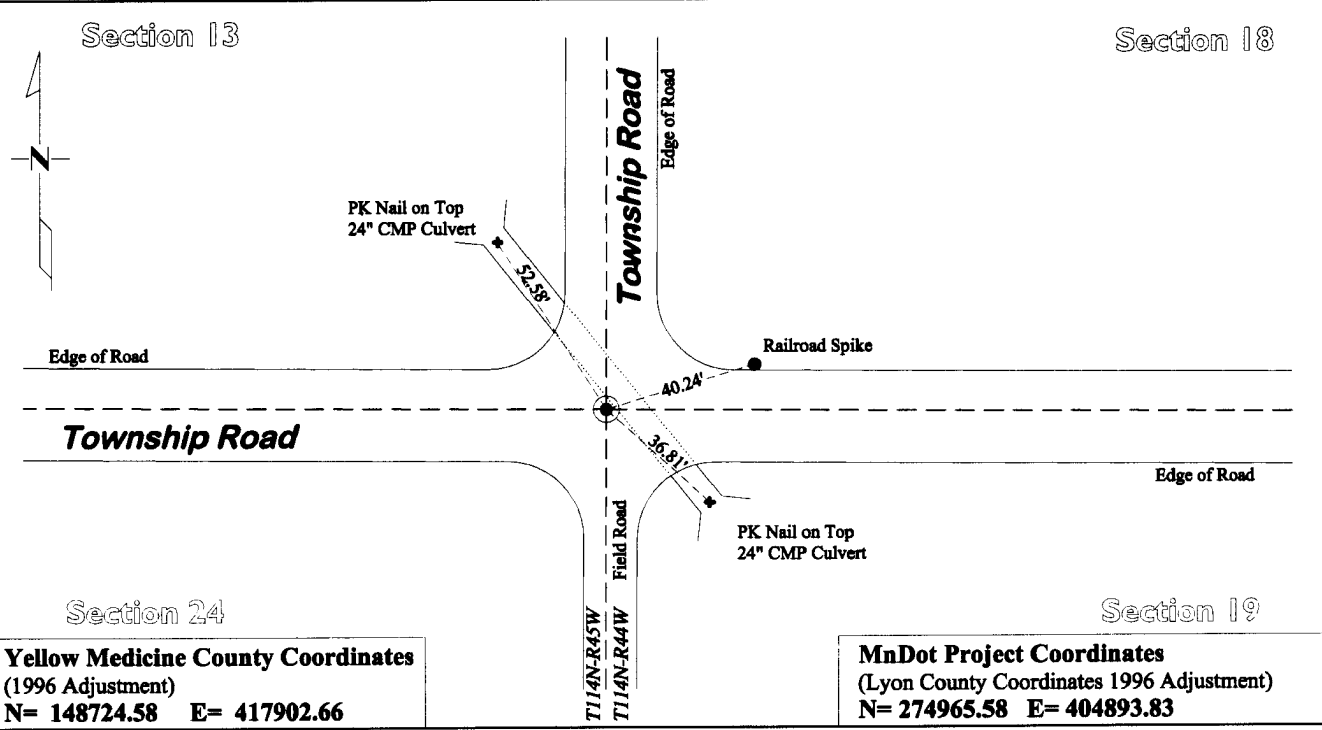 Section 13
Section 18
N
Township Road
Edge of Road
PK Nail on Top
24" CMP Culvert
52.58'
Edge of Road
Railroad Spike
40.24'
Township Road
36.81'
Edge of Road
PK Nail on Top
24" CMP Culvert
Field Road
Section 24
Section 19
T114N-R45W
T114N-R44W
Yellow Medicine County Coordinates
(1996 Adjustment)
N= 148724.58 E= 417902.66
MnDot Project Coordinates
(Lyon County Coordinates 1996 Adjustment)
N= 274965.58 E= 404893.83